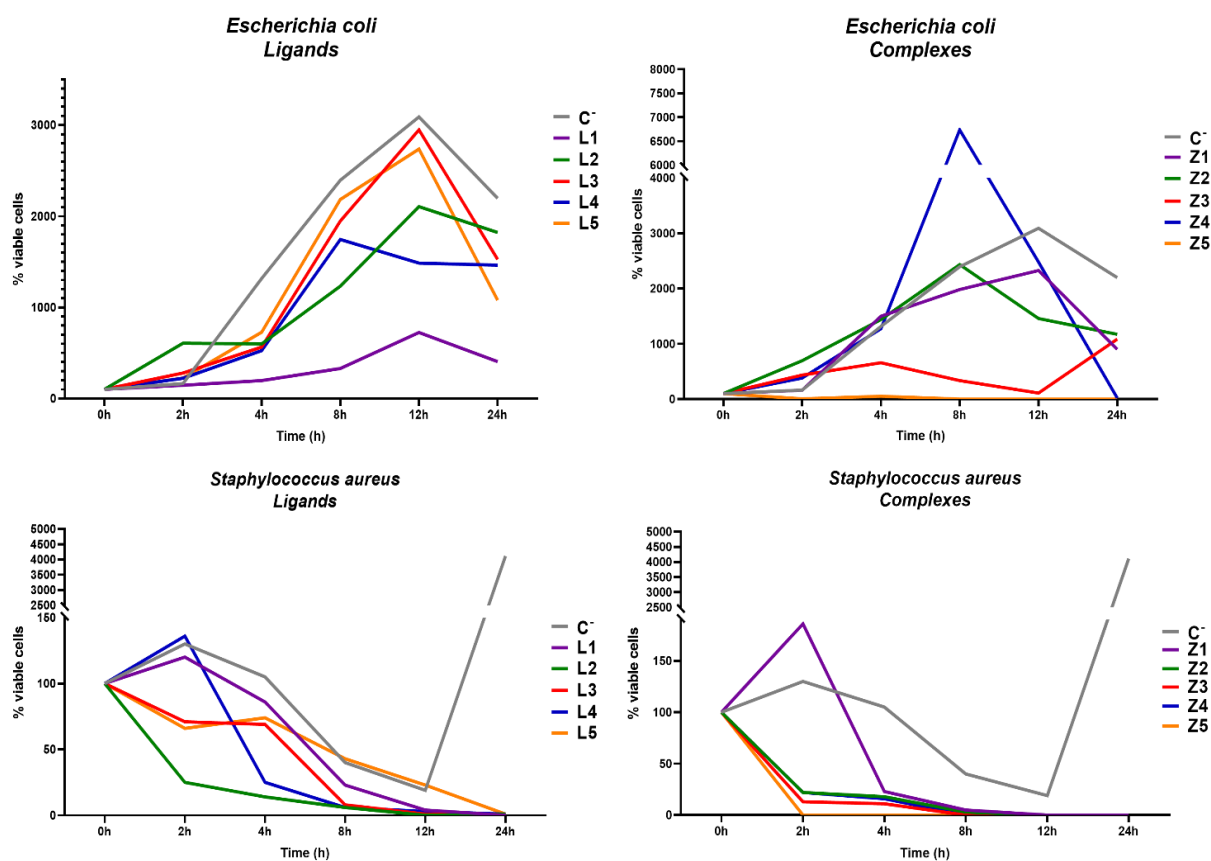 Escherichia coli
Ligands
% viable cells
3000
2000
1000
0
0h 2h 4h 8h 12h 24h
Time (h)
C-
L1
L2
L3
L4
L5
Escherichia coli
Complexes
% viable cells
8000
7500
7000
6500
6000
4000
3000
2000
1000
0
0h 2h 4h 8h 12h 24h
Time (h)
C-
Z1
Z2
Z3
Z4
Z5
Staphylococcus aureus
Ligands
% viable cells
5000
4500
4000
3500
3000
2500
150
100
50
0
0h 2h 4h 8h 12h 24h
Time (h)
C-
L1
L2
L3
L4
L5
Staphylococcus aureus
Complexes
% viable cells
5000
4500
4000
3500
3000
2500
150
100
50
0
0h 2h 4h 8h 12h 24h
Time (h)
C-
Z1
Z2
Z3
Z4
Z5